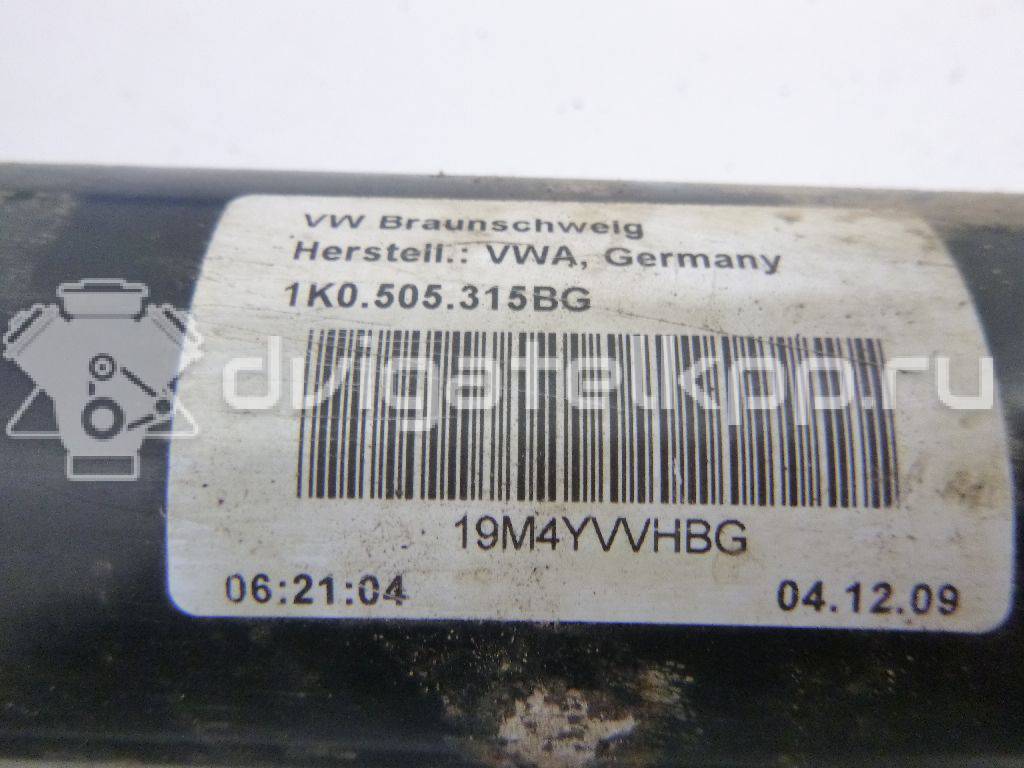 VW Braunschweig
Herstell.: VWA, Germany
1K0.505.315BG
dvigatelkpp.ru
19M4YVVHBG
06:21:04
04.12.09